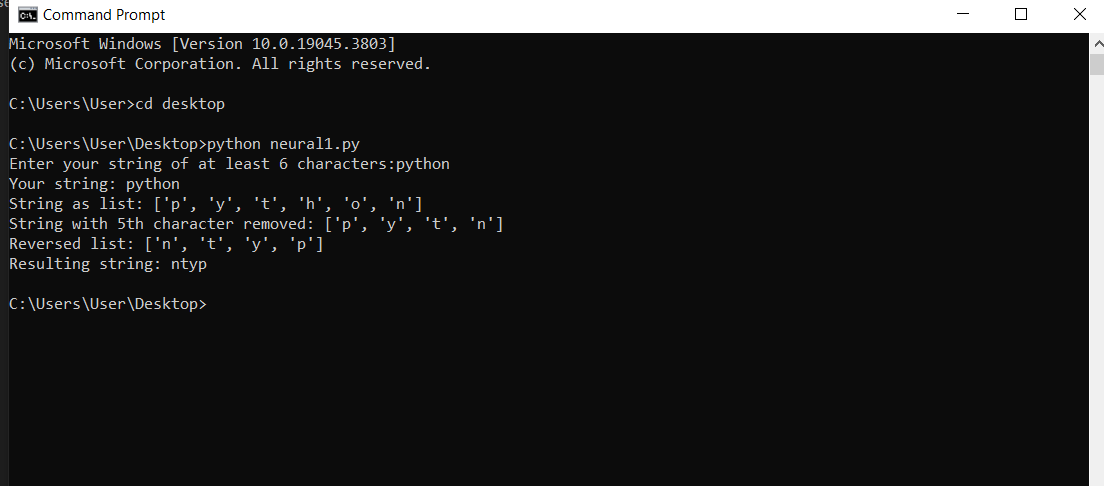 Command Prompt
Microsoft Windows [Version 10.0.19045.3803]
(c) Microsoft Corporation. All rights reserved.
C:\Users\User>cd desktop
C:\Users\User\Desktop>python neural1.py
Enter your string of at least 6 characters:python
Your string: python
String as list: ['p', 'y', 't', 'h', 'o', 'n']
String with 5th character removed: ['p', 'y', 't', 'n']
Reversed list: ['n', 't', 'y', 'p']
Resulting string: ntyp
C:\Users\User\Desktop>